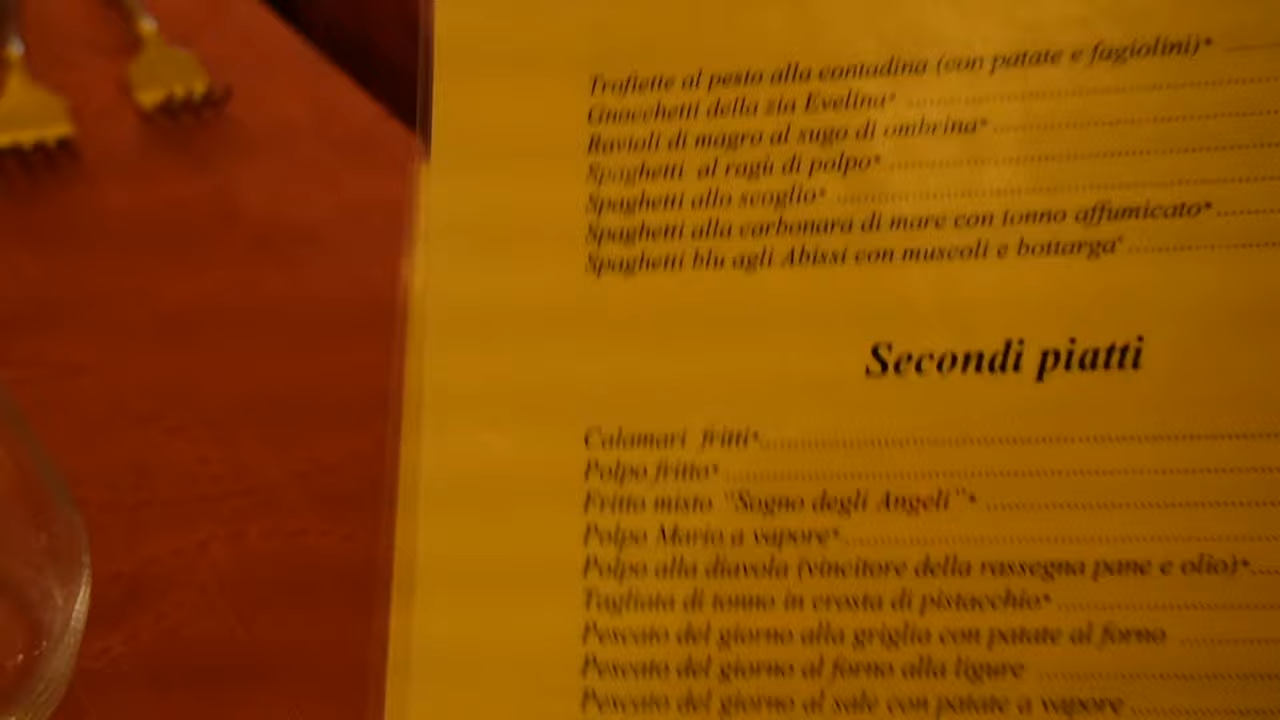 Trofiette al pesto alla contadina (con patate e fagiolini)*
Gnocchetti della zia Evelina*
Ravioli di magro al sugo di ombrina*
Spaghetti al ragù di polpo*
Spaghetti allo scoglio*
Spaghetti alla carbonara di mare con tonno affumicato*
Spaghetti blu agli Abissi con muscoli e bottarga*
Secondi piatti
Calamari fritti*
Polpo fritto*
Fritto misto "Sogno degli Angeli"*
Polpo Mario a vapore*
Polpo alla diavola (vincitore della rassegna pane e olio)*
Tagliata di tonno in crosta di pistacchio*
Pescato del giorno alla griglia con patate al forno
Pescato del giorno al forno alla ligure
Pescato del giorno al sale con patate a vapore